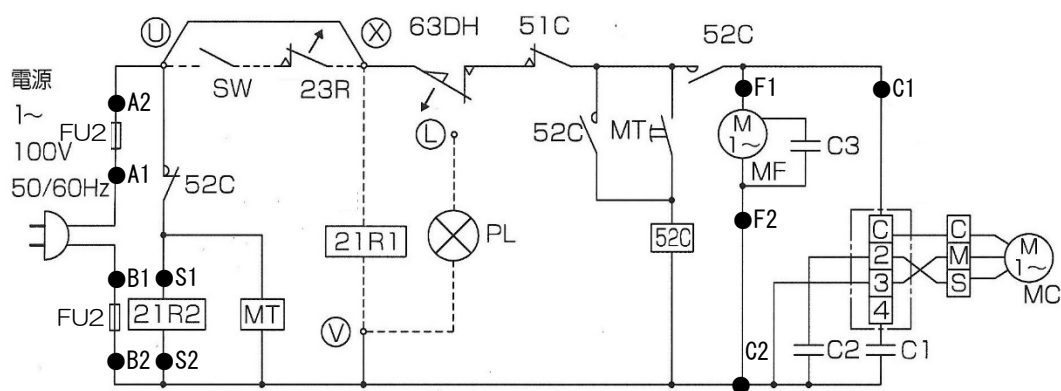 Ⓤ SW 23R Ⓧ 63DH 51C 52C
電源
1～
100V
50/60Hz
FU2
A2
A1
52C
B1
FU2
B2
S1
21R2
S2
MT
21R1
Ⓥ
Ⓛ
PL
52C
MT
52C
F1
M
1～
MF
C3
F2
C2
C1
C
2
3
4
C
M
S
M
1～
MC
C2
C1